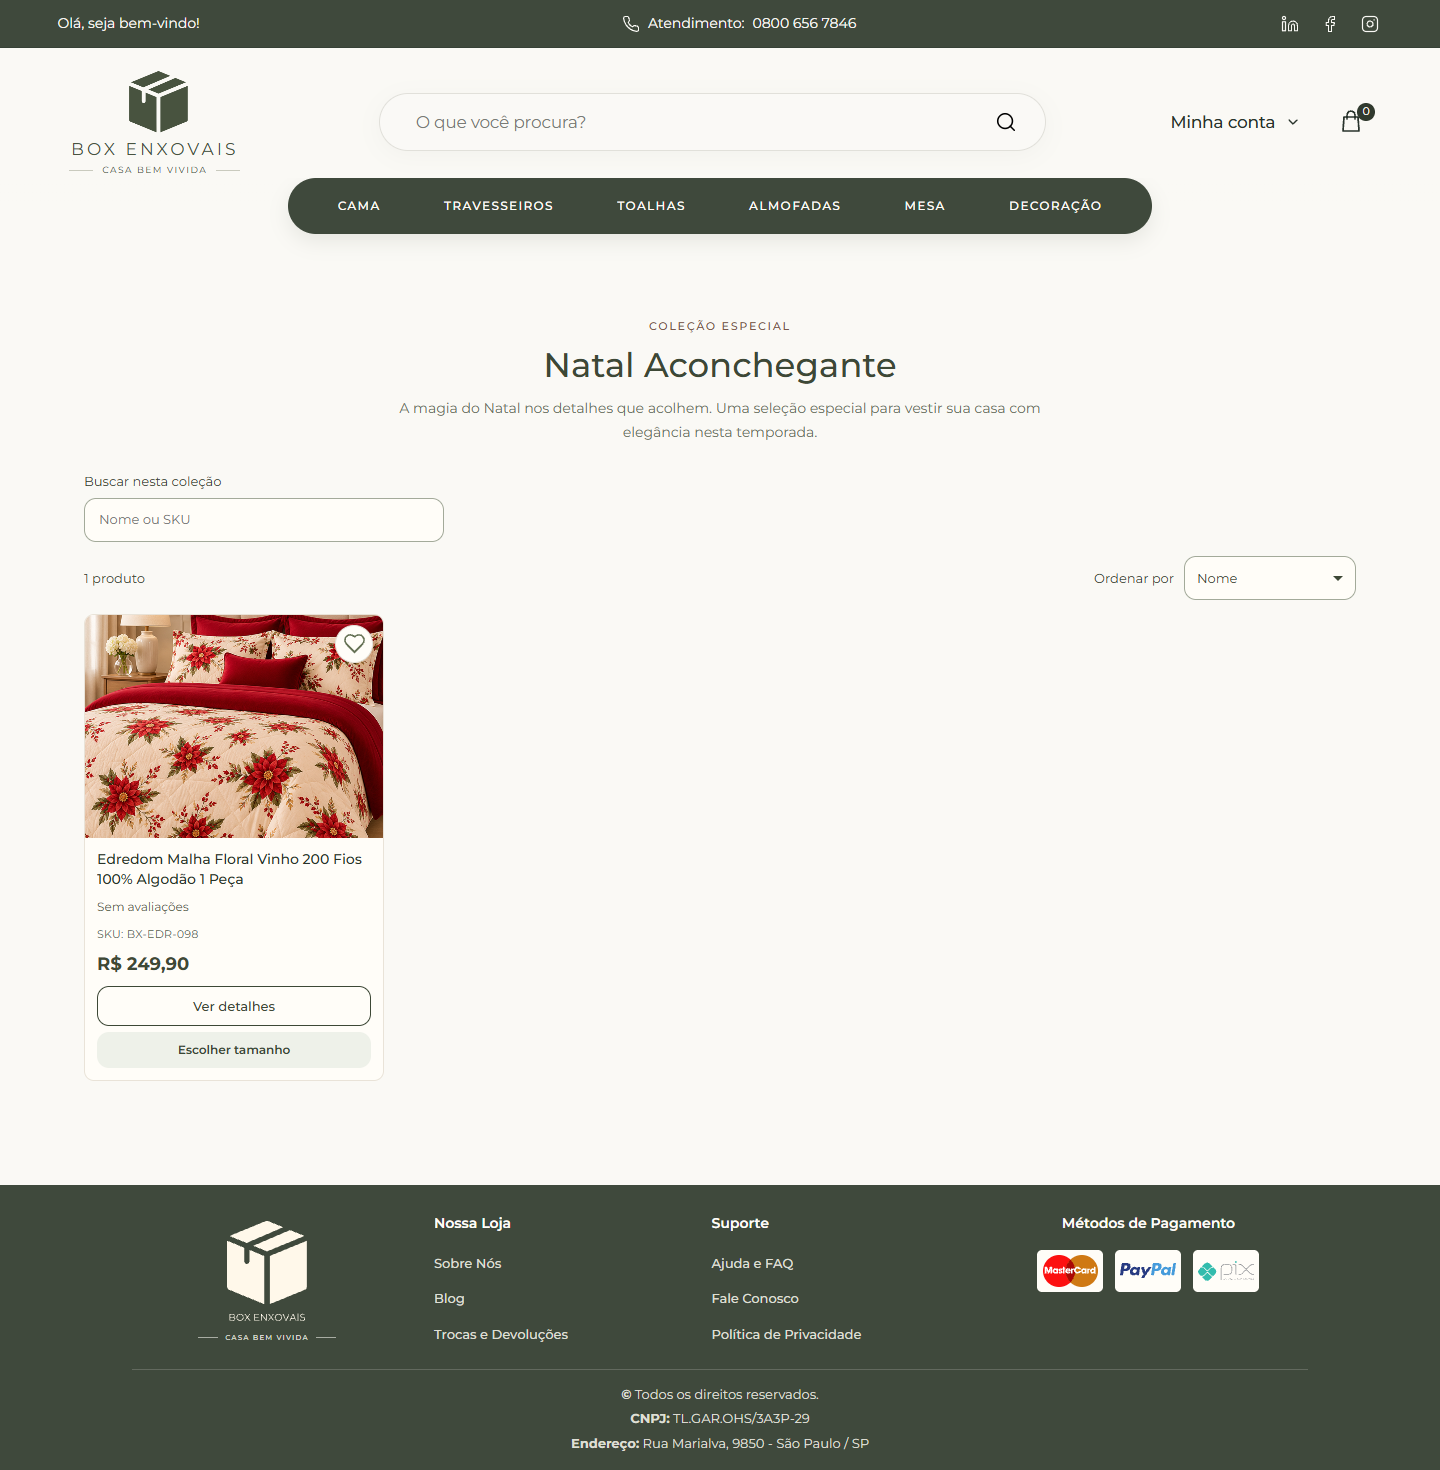 Olá, seja bem-vindo!
Atendimento: 0800 656 7846
BOX ENXOVAIS
CASA BEM VIVIDA
O que você procura?
Minha conta
0
CAMA TRAVESSEIROS TOALHAS ALMOFADAS MESA DECORAÇÃO
COLEÇÃO ESPECIAL
Natal Aconchegante
A magia do Natal nos detalhes que acolhem. Uma seleção especial para vestir sua casa com
elegância nesta temporada.
Buscar nesta coleção
Nome ou SKU
1 produto
Ordenar por
Nome
Edredom Malha Floral Vinho 200 Fios
100% Algodão 1 Peça
Sem avaliações
SKU: BX-EDR-098
R$ 249,90
Ver detalhes
Escolher tamanho
BOX ENXOVAIS
CASA BEM VIVIDA
Nossa Loja
Sobre Nós
Blog
Trocas e Devoluções
Suporte
Ajuda e FAQ
Fale Conosco
Política de Privacidade
Métodos de Pagamento
MasterCard
PayPal
pix
© Todos os direitos reservados.
CNPJ: TL.GAR.OHS/3A3P-29
Endereço: Rua Marialva, 9850 - São Paulo / SP